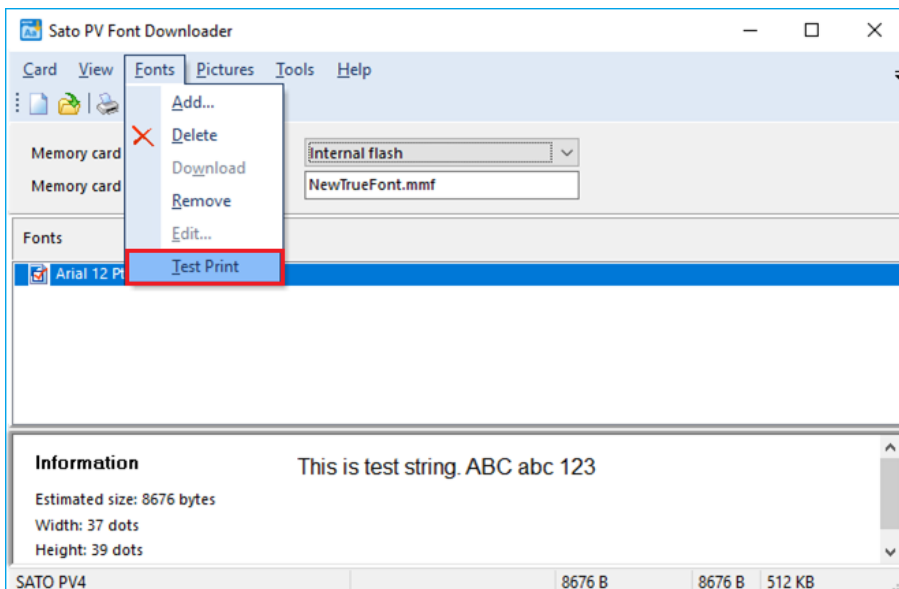 Sato PV Font Downloader
Card View Fonts Pictures Tools Help
Add...
Delete
Memory card Internal flash
Download
Memory card NewTrueFont.mmf
Remove
Edit...
Fonts
Test Print
Arial 12 Pt
Information
This is test string. ABC abc 123
Estimated size: 8676 bytes
Width: 37 dots
Height: 39 dots
SATO PV4 8676 B 8676 B 512 KB